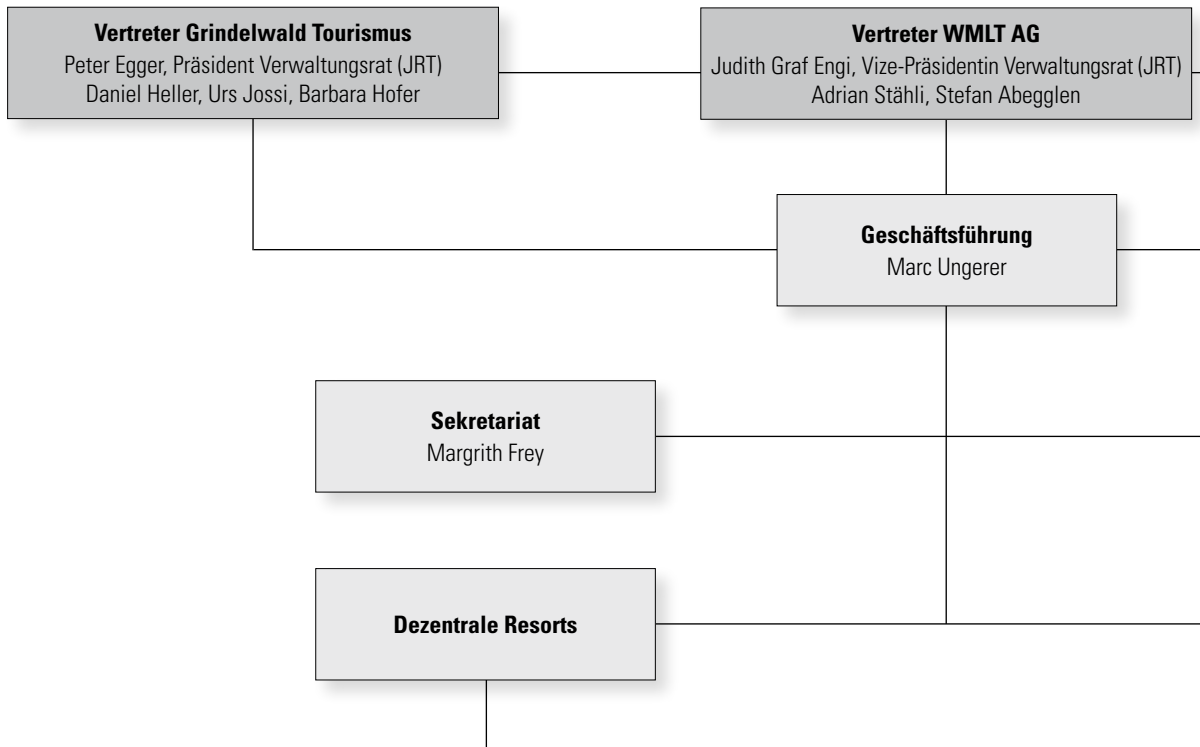 Vertreter Grindelwald Tourismus
Peter Egger, Präsident Verwaltungsrat (JRT)
Daniel Heller, Urs Jossi, Barbara Hofer
Vertreter WMLT AG
Judith Graf Engi, Vize-Präsidentin Verwaltungsrat (JRT)
Adrian Stähli, Stefan Abegglen
Geschäftsführung
Marc Ungerer
Sekretariat
Margrith Frey
Dezentrale Resorts